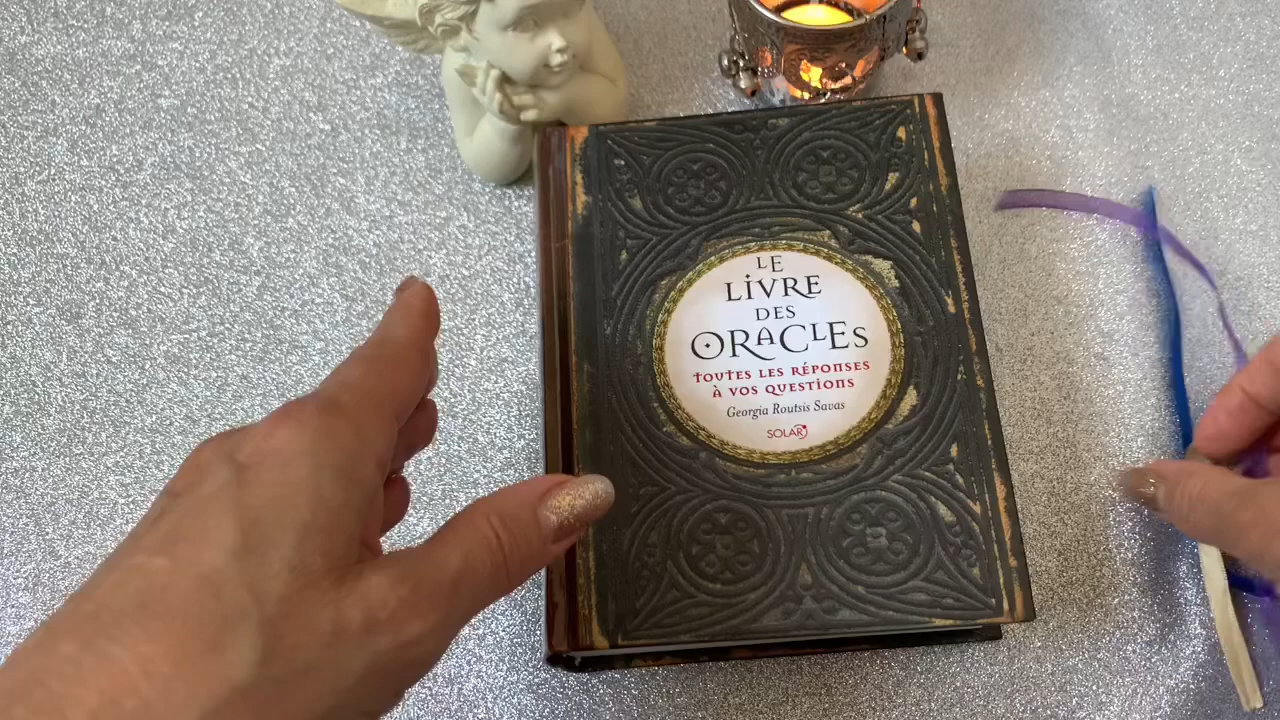 LE
LIVRE
DES
ORACLES
TOUTES LES RÉPONSES
À VOS QUESTIONS
Georgia Routsis Savas
SOLAR